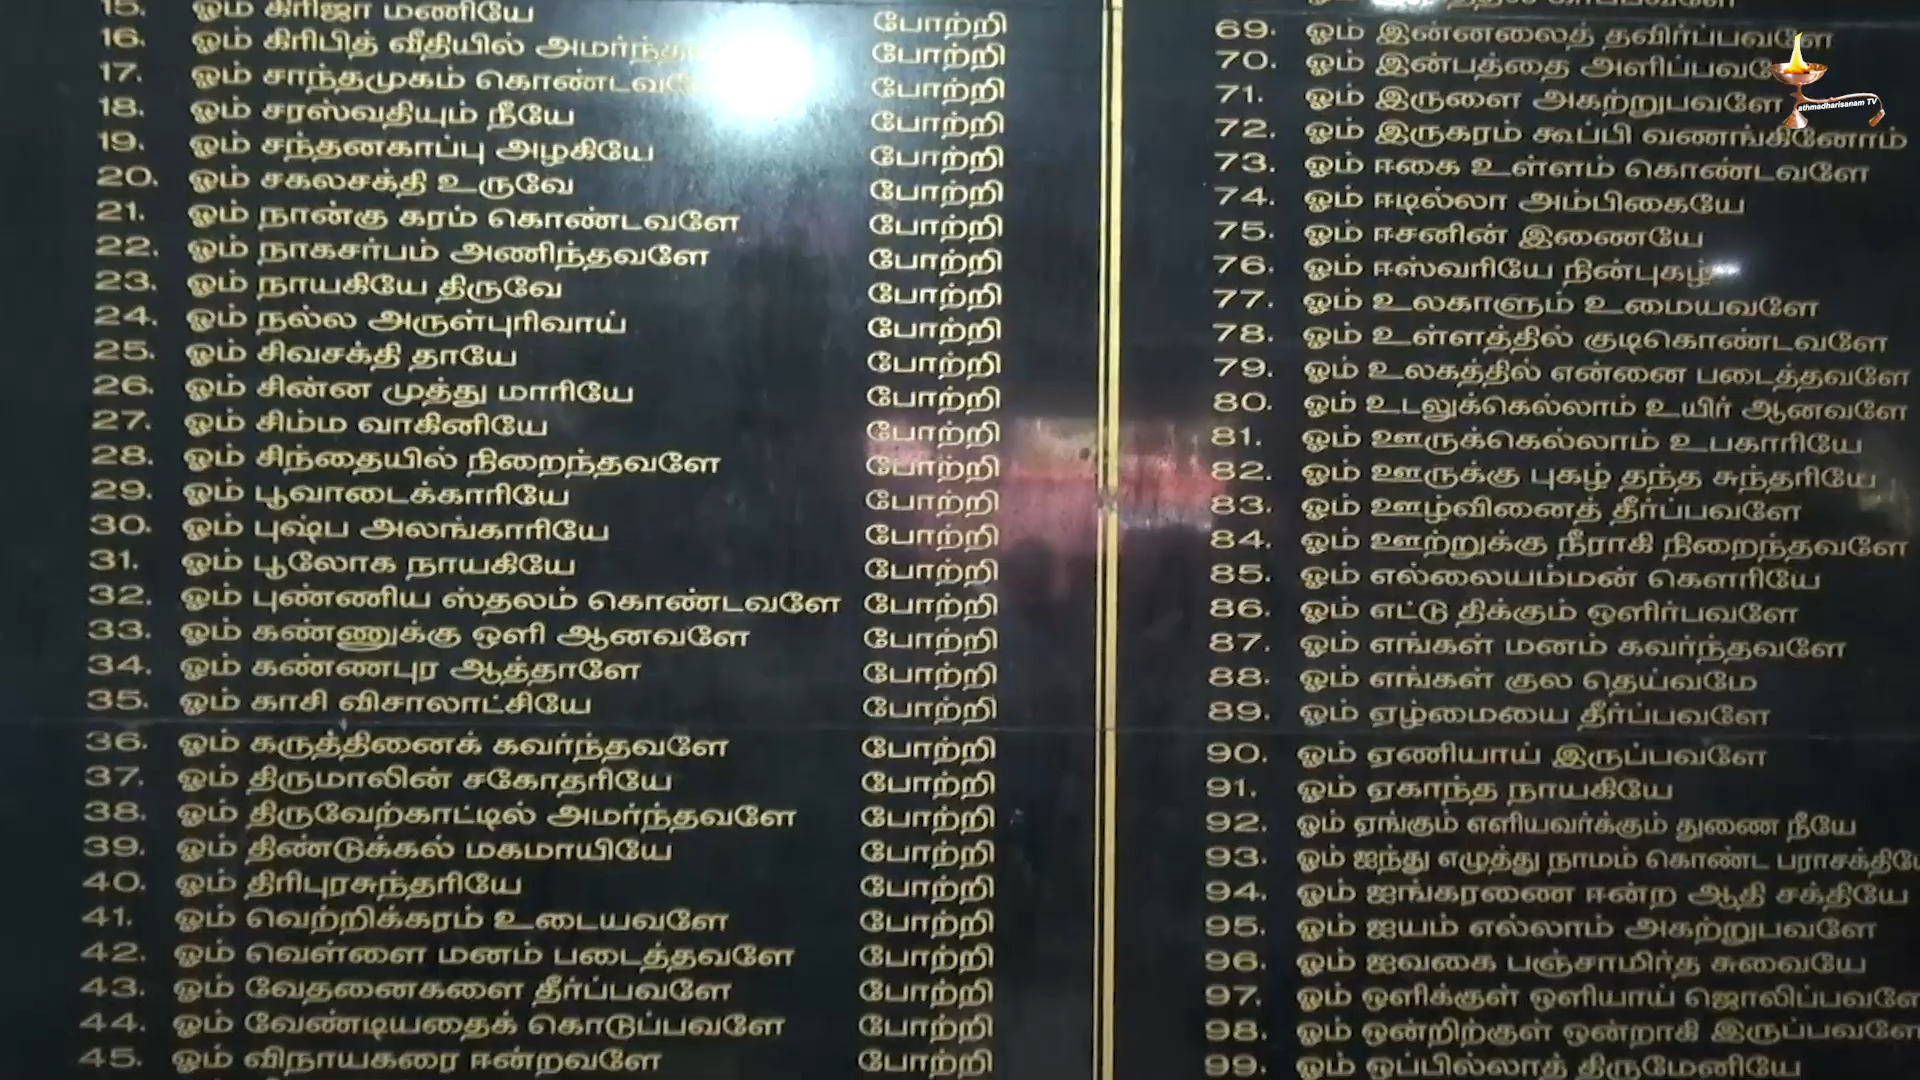 15. ஓம் கிரிஜா மணியே போற்றி
16. ஓம் கிரிபித் வீதியில் போற்றி
17. ஓம் சாந்தமுகம் போற்றி
18. ஓம் சரஸ்வதியும் நீயே போற்றி
19. ஓம் சந்தனகாப்பு அழகியே போற்றி
20. ஓம் சகலசக்தி உருவே போற்றி
21. ஓம் நான்கு கரம் கொண்டவளே போற்றி
22. ஓம் நாகசர்பம் அணிந்தவளே போற்றி
23. ஓம் நாயகியே திருவே போற்றி
24. ஓம் நல்ல அருள்புரிவாய் போற்றி
25. ஓம் சிவசக்தி தாயே போற்றி
26. ஓம் சின்ன முத்து மாரியே போற்றி
27. ஓம் சிம்ம வாகினியே போற்றி
28. ஓம் சிந்தையில் நிறைந்தவளே போற்றி
29. ஓம் பூவாடைக்காரியே போற்றி
30. ஓம் புஷ்ப அலங்காரியே போற்றி
31. ஓம் பூலோக நாயகியே போற்றி
32. ஓம் புண்ணிய ஸ்தலம் கொண்டவளே போற்றி
33. ஓம் கண்ணுக்கு ஒளி ஆனவளே போற்றி
34. ஓம் கண்ணபுர ஆத்தாளே போற்றி
35. ஓம் காசி விசாலாட்சியே போற்றி
36. ஓம் கருத்தினைக் கவர்ந்தவளே போற்றி
37. ஓம் திருமாலின் சகோதரியே போற்றி
38. ஓம் திருவேற்காட்டில் அமர்ந்தவளே போற்றி
39. ஓம் திண்டுக்கல் மகமாயியே போற்றி
40. ஓம் திரிபுரசுந்தரியே போற்றி
41. ஓம் வெற்றிக்கரம் உடையவளே போற்றி
42. ஓம் வெள்ளை மனம் படைத்தவளே போற்றி
43. ஓம் வேதனைகளை தீர்ப்பவளே போற்றி
44. ஓம் வேண்டியதைக் கொடுப்பவளே போற்றி
45. ஓம் விநாயகரை ஈன்றவளே போற்றி
69. ஓம் இன்னலைத் தவிர்ப்பவளே
70. ஓம் இன்பத்தை
71. ஓம் இருளை அகற்றுபவளே
72. ஓம் இருகரம் கூப்பி வணங்கினோம்
73. ஓம் ஈகை உள்ளம் கொண்டவளே
74. ஓம் ஈடில்லா அம்பிகையே
75. ஓம் ஈசனின் இணையே
76. ஓம் ஈஸ்வரியே நின்புகழ்
77. ஓம் உலகாளும் உமையவளே
78. ஓம் உள்ளத்தில் குடிகொண்டவளே
79. ஓம் உலகத்தில் என்னை படைத்தவளே
80. ஓம் உடலுக்கெல்லாம் உயிர் ஆனவளே
81. ஓம் ஊருக்கெல்லாம் உபகாரியே
82. ஓம் ஊருக்கு புகழ் தந்த சுந்தரியே
83. ஓம் ஊழ்வினைத் தீர்ப்பவளே
84. ஓம் ஊற்றுக்கு நீராகி நிறைந்தவளே
85. ஓம் எல்லையம்மன் கௌரியே
86. ஓம் எட்டு திக்கும் ஒளிர்பவளே
87. ஓம் எங்கள் மனம் கவர்ந்தவளே
88. ஓம் எங்கள் குல தெய்வமே
89. ஓம் ஏழ்மையை தீர்ப்பவளே
90. ஓம் ஏணியாய் இருப்பவளே
91. ஓம் ஏகாந்த நாயகியே
92. ஓம் ஏங்கும் எளியவர்க்கும் துணை நீயே
93. ஓம் ஐந்து எழுத்து நாமம் கொண்ட
94. ஓம் ஐங்கரணை ஈன்ற ஆதி சக்தியே
95. ஓம் ஐயம் எல்லாம் அகற்றுபவளே
96. ஓம் ஐவகை பஞ்சாமிர்த சுவையே
97. ஓம் ஒளிக்குள் ஒளியாய் ஜொலிப்பவளே
98. ஓம் ஒன்றிற்குள் ஒன்றாகி இருப்பவளே
99. ஓம் ஒப்பில்லாத் திருமேனியே
athmadharisanam TV